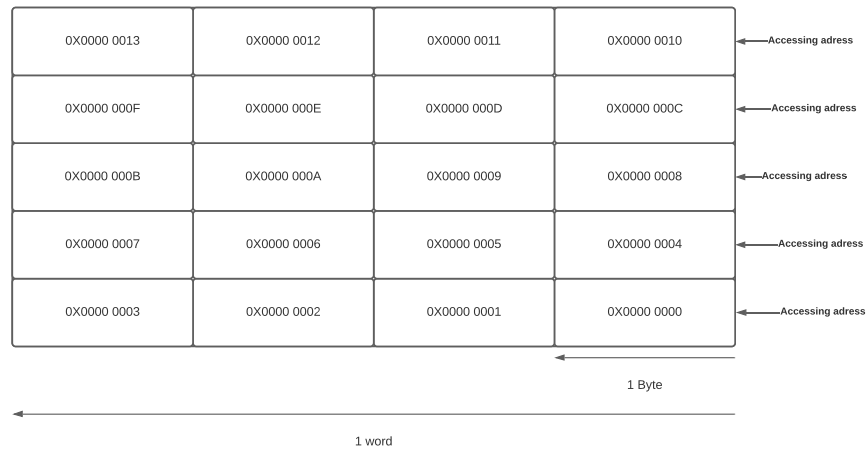 0X0000 0013 0X0000 0012 0X0000 0011 0X0000 0010 Accessing adress
0X0000 000F 0X0000 000E 0X0000 000D 0X0000 000C Accessing adress
0X0000 000B 0X0000 000A 0X0000 0009 0X0000 0008 Accessing adress
0X0000 0007 0X0000 0006 0X0000 0005 0X0000 0004 Accessing adress
0X0000 0003 0X0000 0002 0X0000 0001 0X0000 0000 Accessing adress
1 Byte
1 word